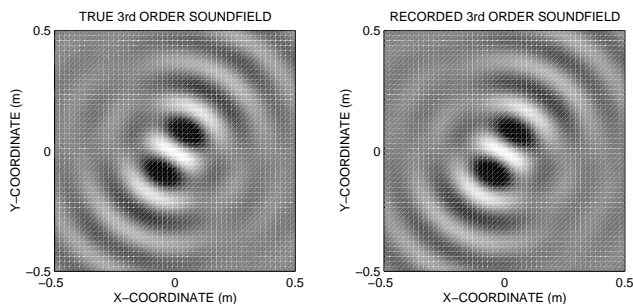 TRUE 3rd ORDER SOUNDFIELD
0.5
0
−0.5
−0.5
0
0.5
X−COORDINATE (m)
Y−COORDINATE (m)
RECORDED 3rd ORDER SOUNDFIELD
0.5
0
−0.5
−0.5
0
0.5
X−COORDINATE (m)
Y−COORDINATE (m)